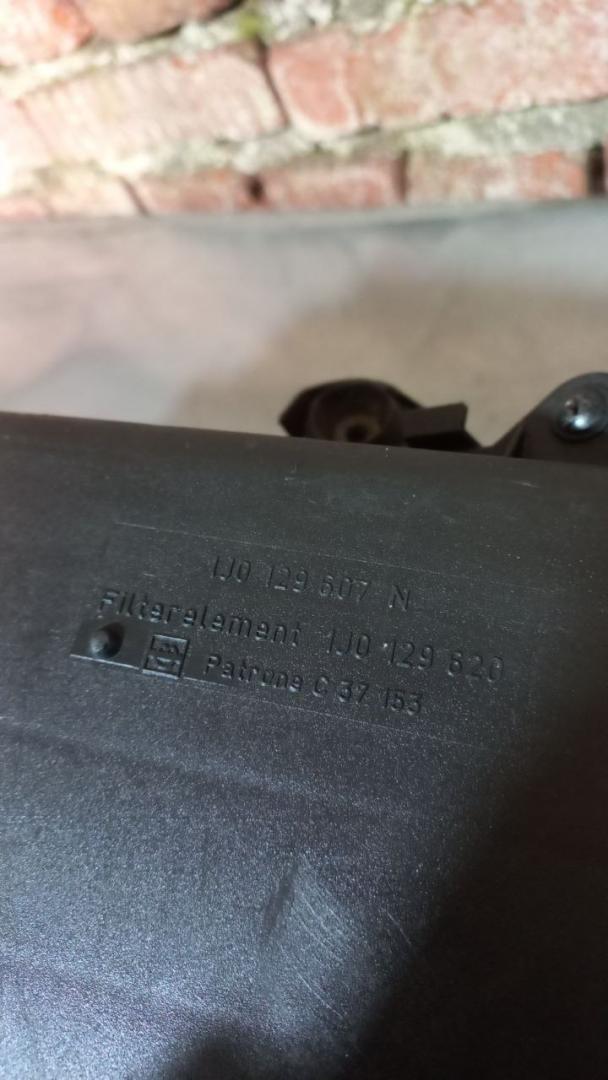 1J0 129 607 N
Filterelement 1J0 129 620
Patrone C 37 153